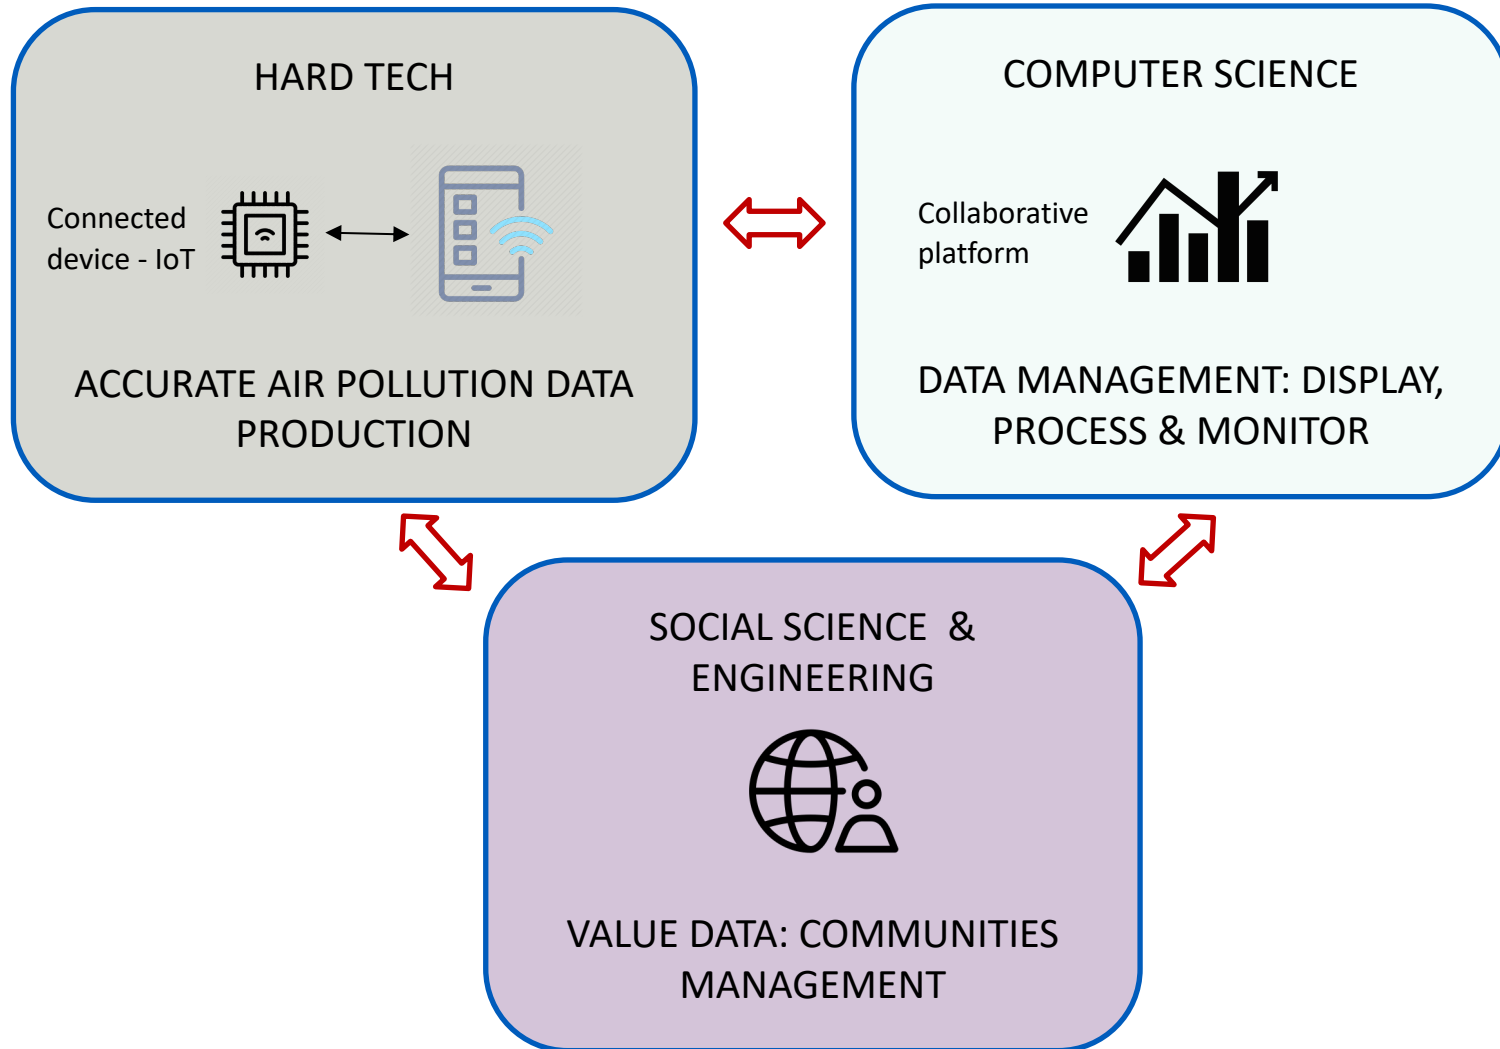 HARD TECH
Connected
device - IoT
ACCURATE AIR POLLUTION DATA
PRODUCTION
COMPUTER SCIENCE
Collaborative
platform
DATA MANAGEMENT: DISPLAY,
PROCESS & MONITOR
SOCIAL SCIENCE  &
ENGINEERING
VALUE DATA: COMMUNITIES
MANAGEMENT